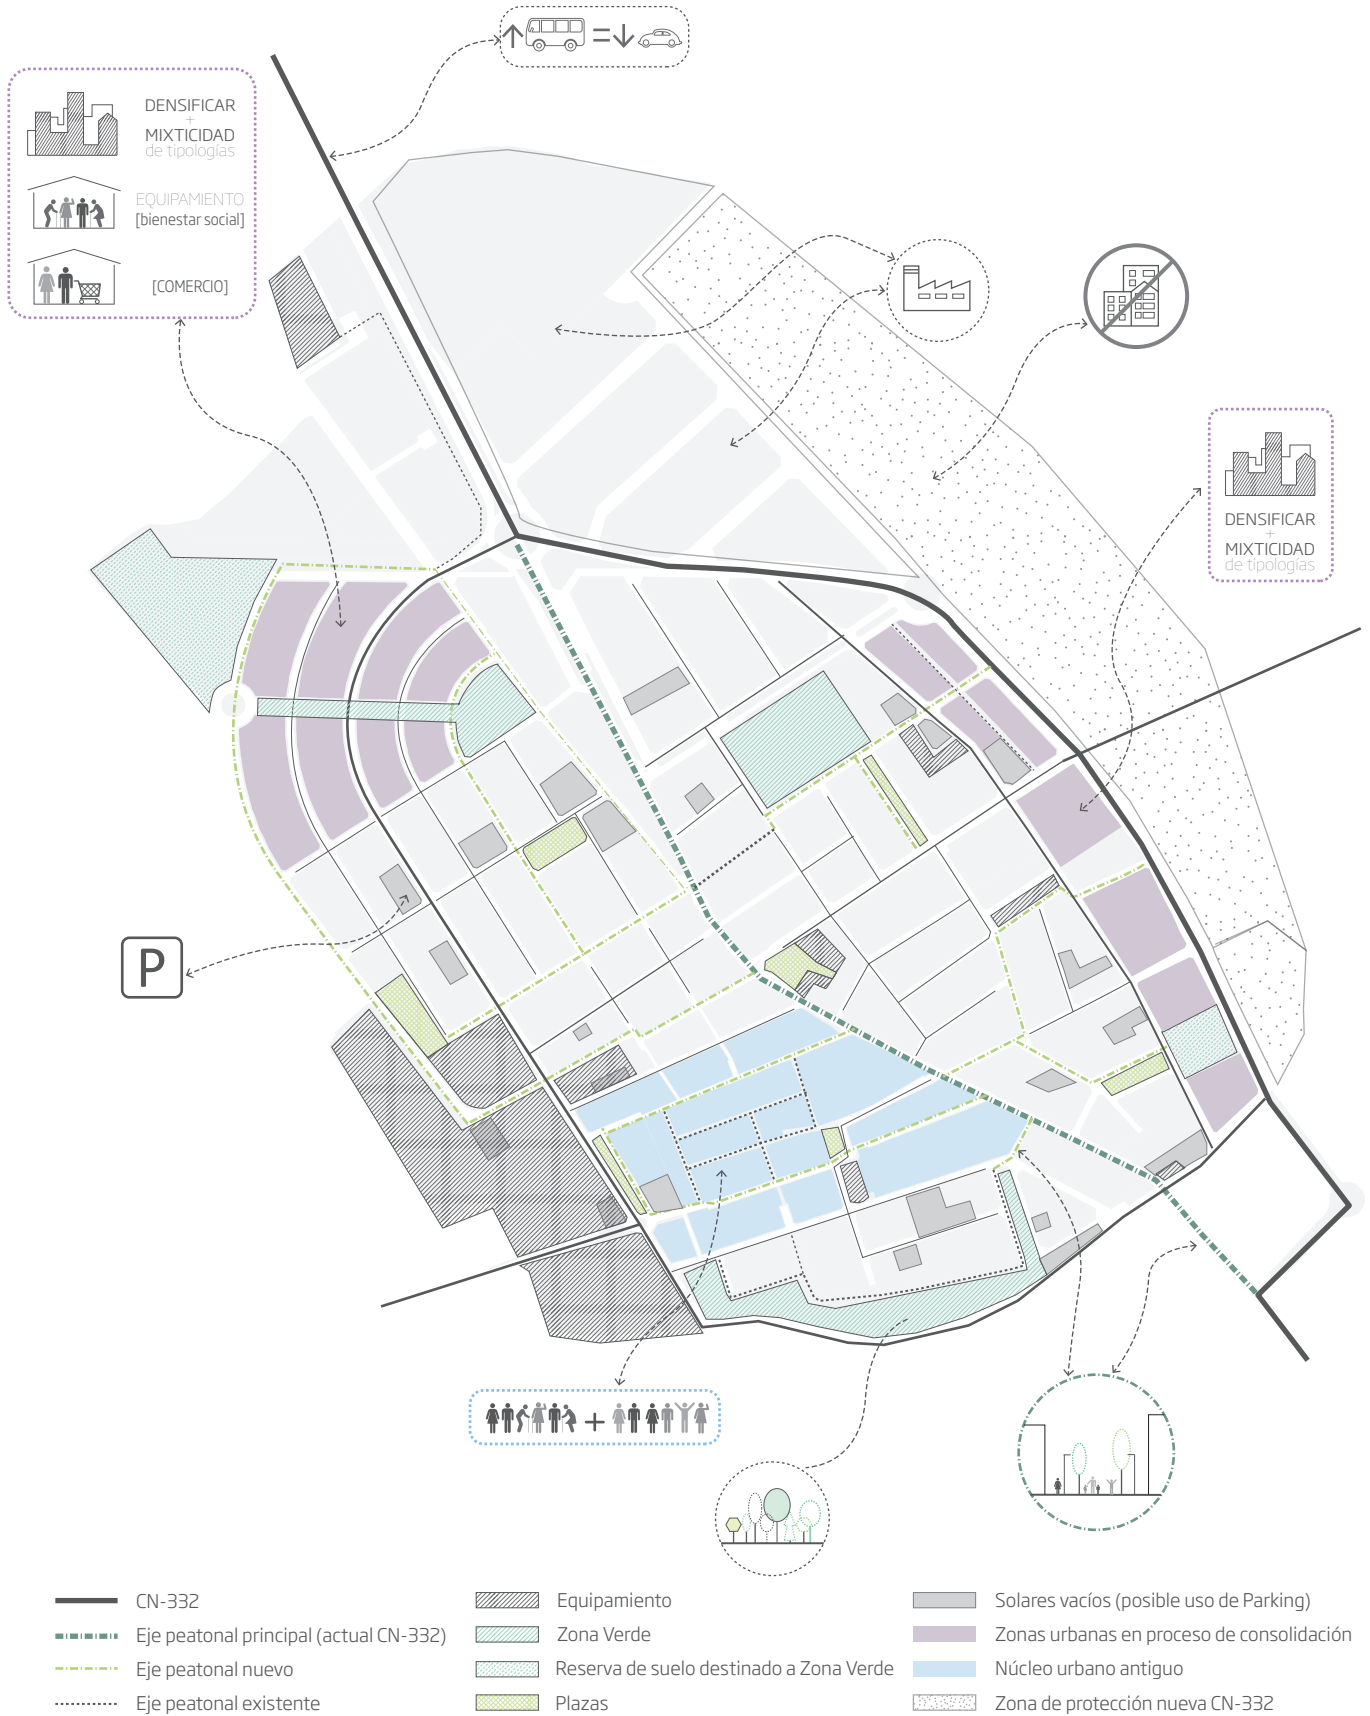 DENSIFICAR
+
MIXTICIDAD
de tipologías
EQUIPAMIENTO
[bienestar social]
[COMERCIO]
DENSIFICAR
+
MIXTICIDAD
de tipologías
P
CN-332
Eje peatonal principal (actual CN-332)
Eje peatonal nuevo
Eje peatonal existente
Equipamiento
Zona Verde
Reserva de suelo destinado a Zona Verde
Plazas
Solares vacíos (posible uso de Parking)
Zonas urbanas en proceso de consolidación
Núcleo urbano antiguo
Zona de protección nueva CN-332